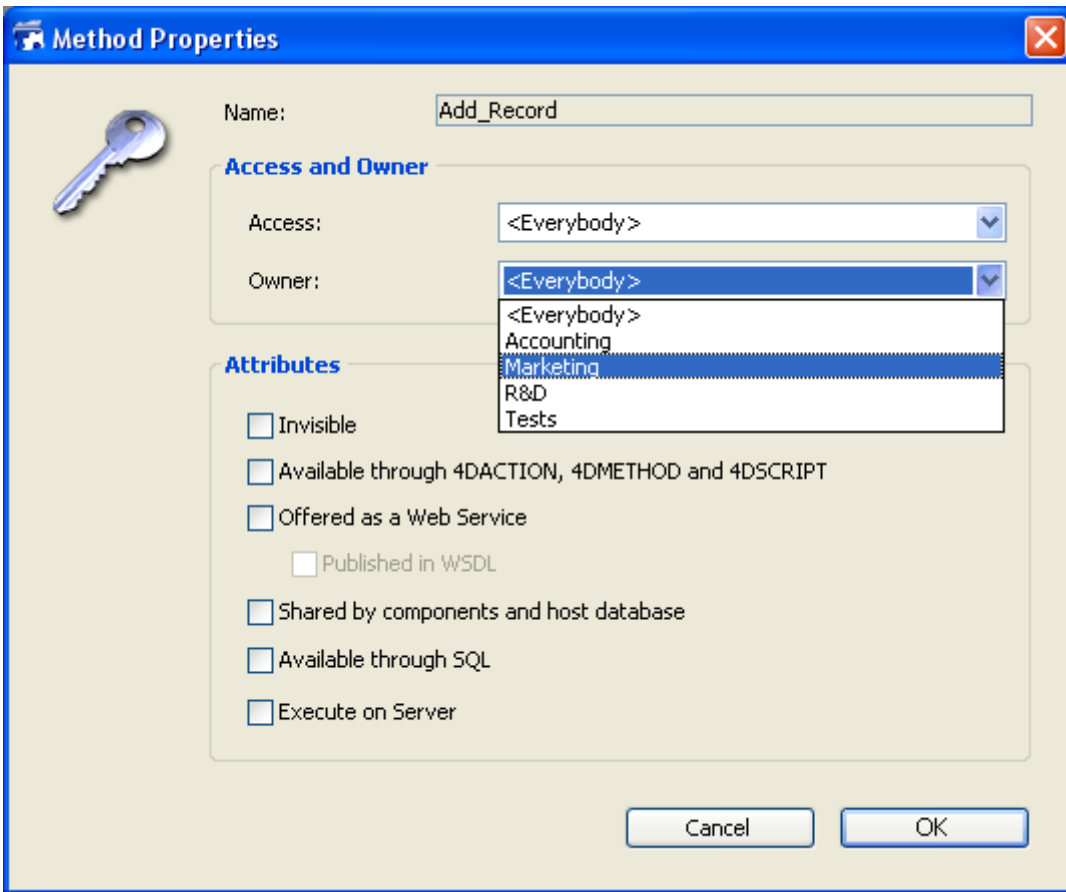 Method Properties
Name: Add_Record
Access and Owner
Access: <Everybody>
Owner: <Everybody>
<Everybody>
Accounting
Marketing
R&D
Tests
Attributes
Invisible
Available through 4DACTION, 4DMETHOD and 4DSCRIPT
Offered as a Web Service
Published in WSDL
Shared by components and host database
Available through SQL
Execute on Server
Cancel OK